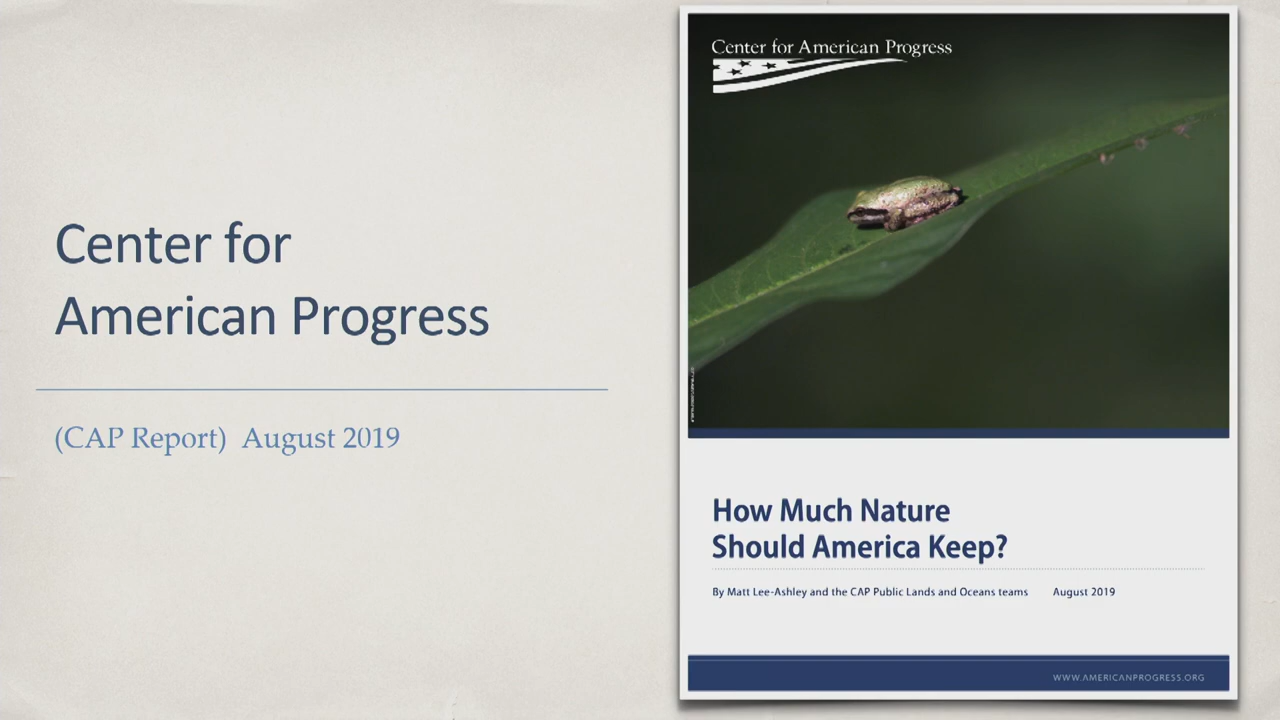 Center for
American Progress
(CAP Report) August 2019
Center for American Progress
How Much Nature
Should America Keep?
By Matt Lee-Ashley and the CAP Public Lands and Oceans teams August 2019
WWW.AMERICANPROGRESS.ORG